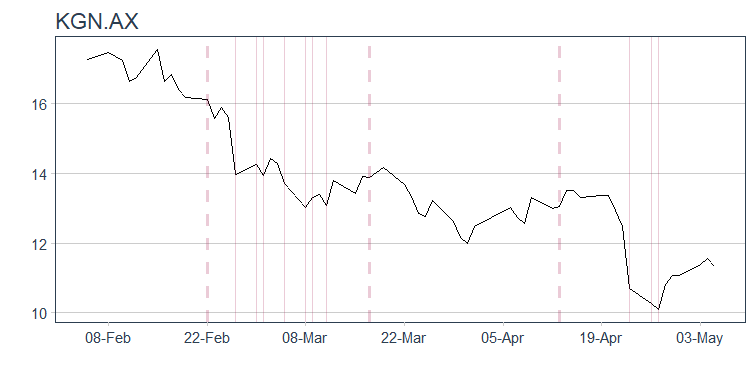 KGN.AX
16
14
12
10
08-Feb
22-Feb
08-Mar
22-Mar
05-Apr
19-Apr
03-May